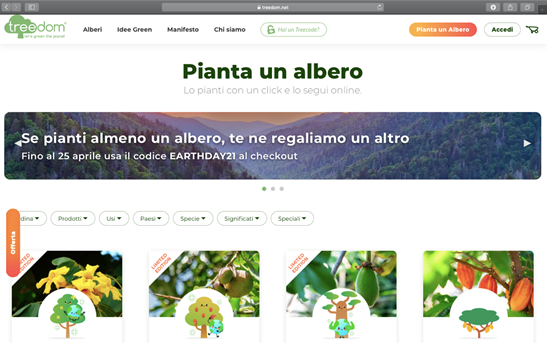 treedom.net
treedom
let's green the planet
Alberi
Idee Green
Manifesto
Chi siamo
Hai un Treecode?
Pianta un Albero
Accedi
Pianta un albero
Lo pianti con un click e lo segui online.
Se pianti almeno un albero, te ne regaliamo un altro
Fino al 25 aprile usa il codice EARTHDAY21 al checkout
Offerta
dina
Prodotti
Usi
Paesi
Specie
Significati
Speciali
LIMITED
EDITION
LIMITED
EDITION
LIMITED
EDITION